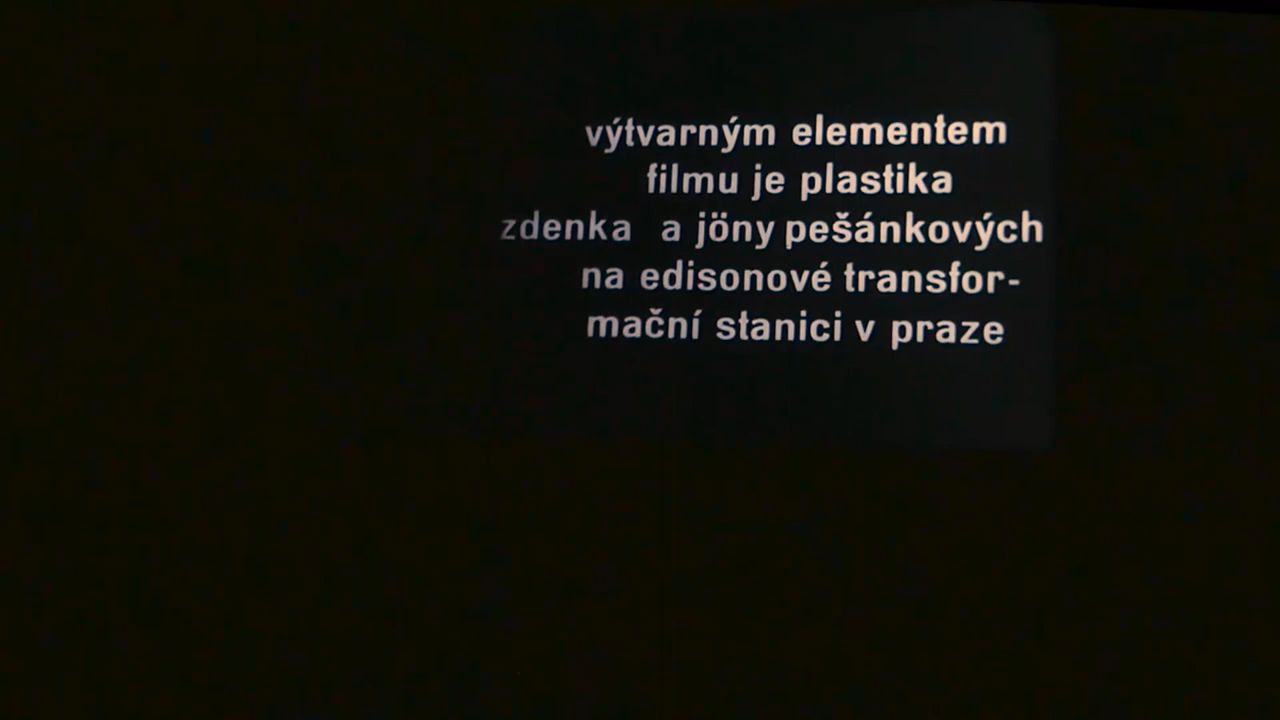 výtvarným elementem
filmu je plastika
zdenka a jöny pešánkových
na edisonové transfor-
mační stanici v praze